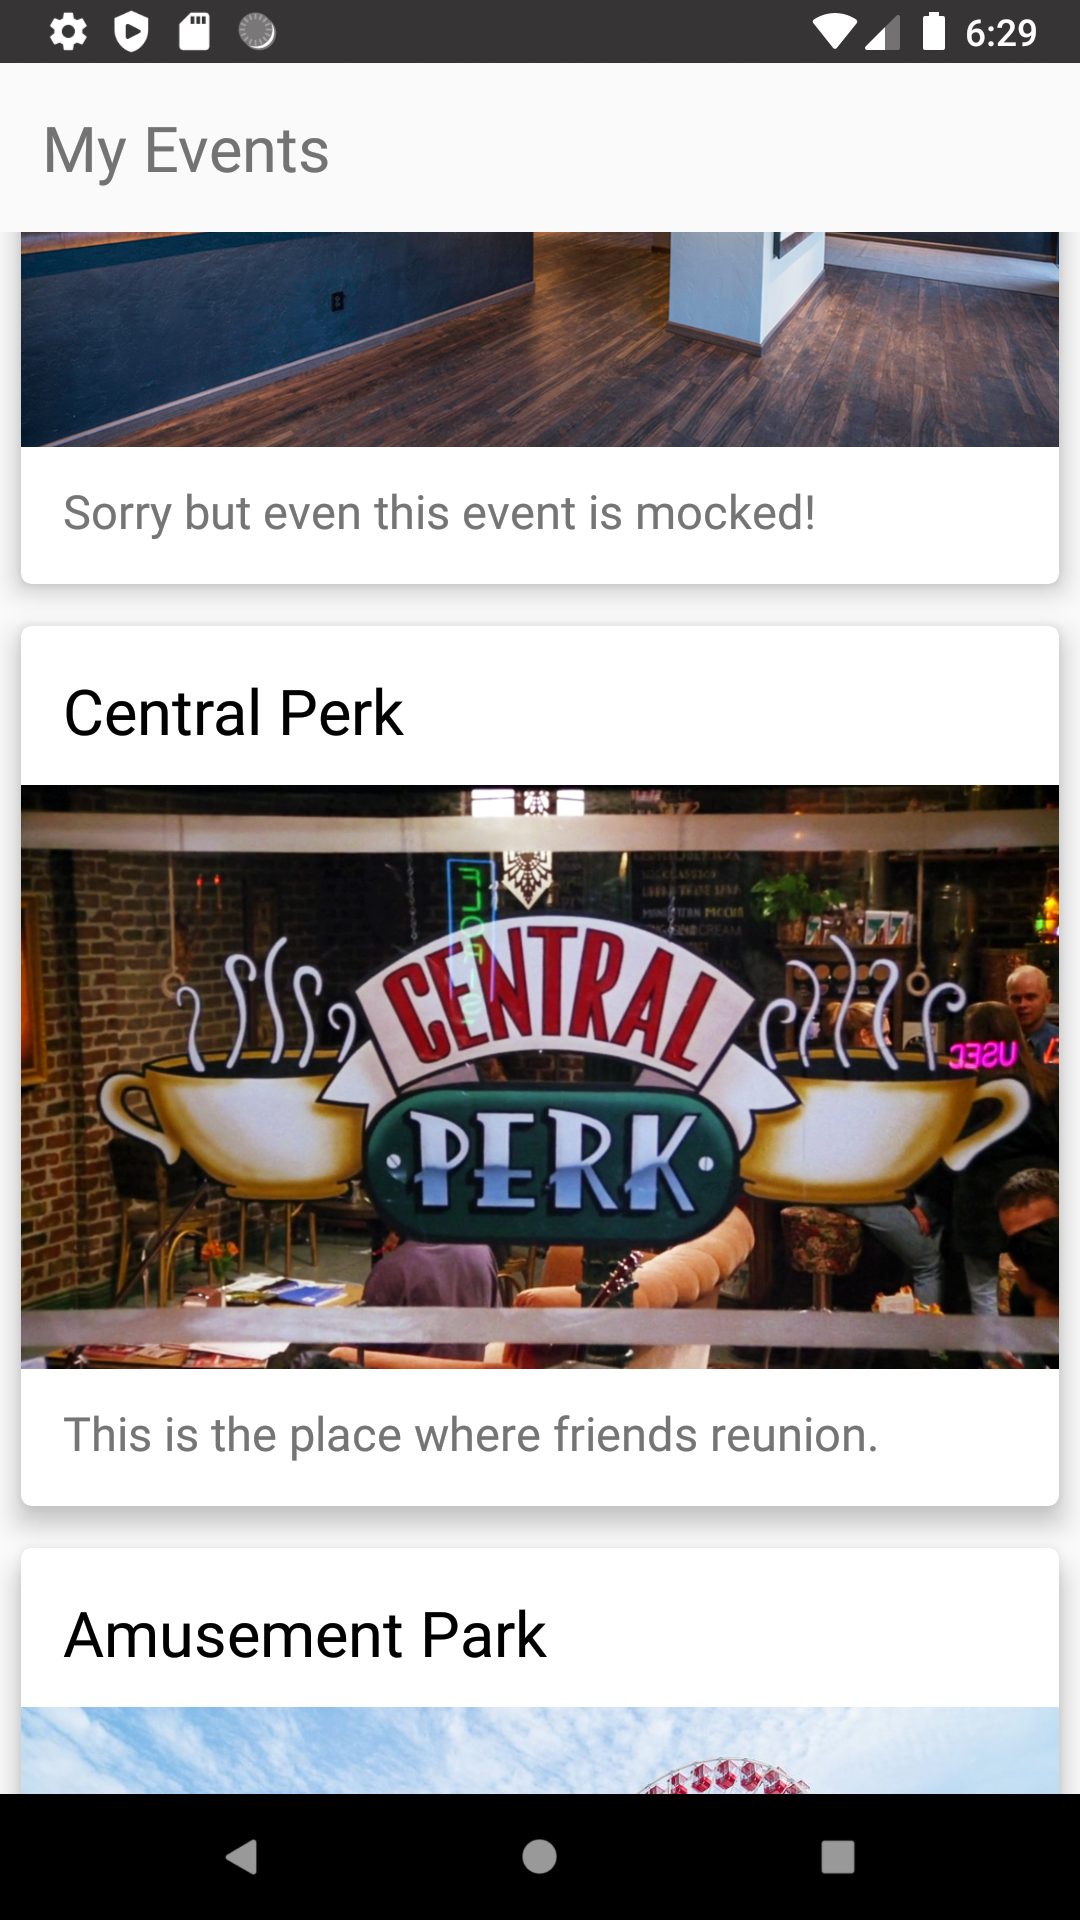 6:29
My Events
Sorry but even this event is mocked!
Central Perk
CENTRAL
PERK
This is the place where friends reunion.
Amusement Park